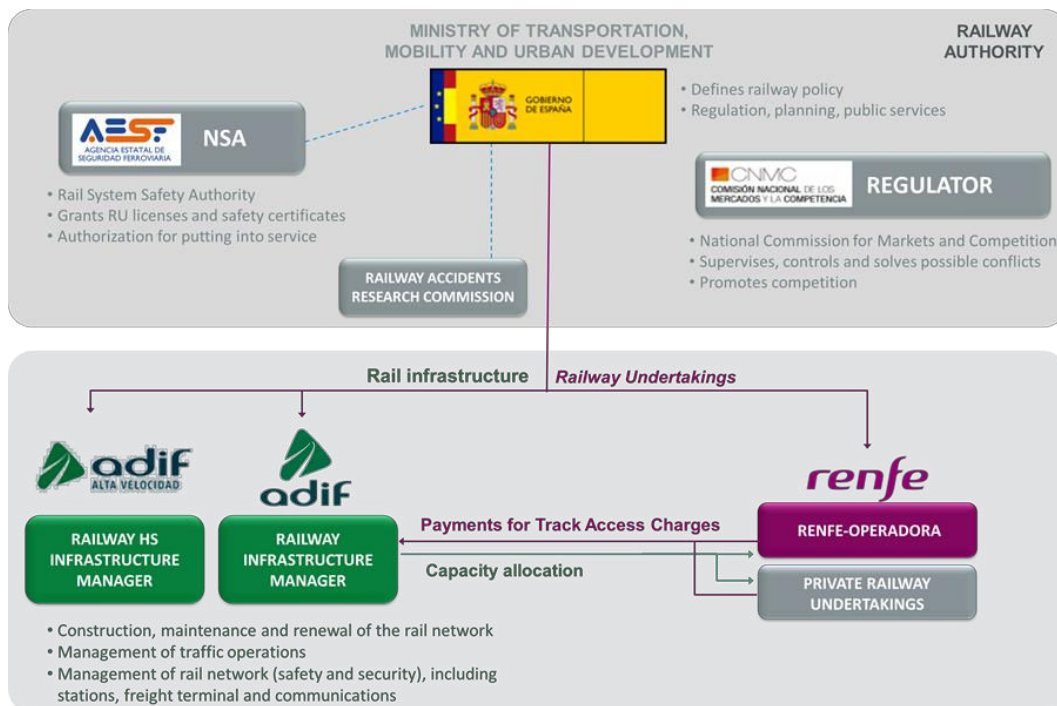 MINISTRY OF TRANSPORTATION,
MOBILITY AND URBAN DEVELOPMENT
RAILWAY
AUTHORITY
GOBIERNO
DE ESPAÑA
• Defines railway policy
• Regulation, planning, public services
AESF
AGENCIA ESTATAL DE
SEGURIDAD FERROVIARIA
NSA
• Rail System Safety Authority
• Grants RU licenses and safety certificates
• Authorization for putting into service
CNMC
COMISIÓN NACIONAL DE LOS
MERCADOS Y LA COMPETENCIA
REGULATOR
• National Commission for Markets and Competition
• Supervises, controls and solves possible conflicts
• Promotes competition
RAILWAY ACCIDENTS
RESEARCH COMMISSION
Rail infrastructure
Railway Undertakings
adif
ALTA VELOCIDAD
adif
renfe
RAILWAY HS
INFRASTRUCTURE
MANAGER
RAILWAY
INFRASTRUCTURE
MANAGER
Payments for Track Access Charges
Capacity allocation
RENFE-OPERADORA
PRIVATE RAILWAY
UNDERTAKINGS
• Construction, maintenance and renewal of the rail network
• Management of traffic operations
• Management of rail network (safety and security), including
stations, freight terminal and communications